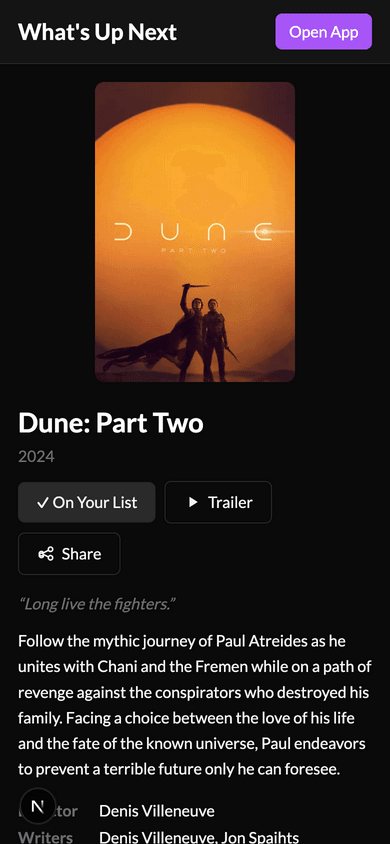 What's Up Next
Open App
DUNE
PART TWO
Dune: Part Two
2024
✓ On Your List
Trailer
Share
“Long live the fighters.”
Follow the mythic journey of Paul Atreides as he
unites with Chani and the Fremen while on a path of
revenge against the conspirators who destroyed his
family. Facing a choice between the love of his life
and the fate of the known universe, Paul endeavors
to prevent a terrible future only he can foresee.
N
Denis Villeneuve
Writers
Denis Villeneuve, Jon Spaihts